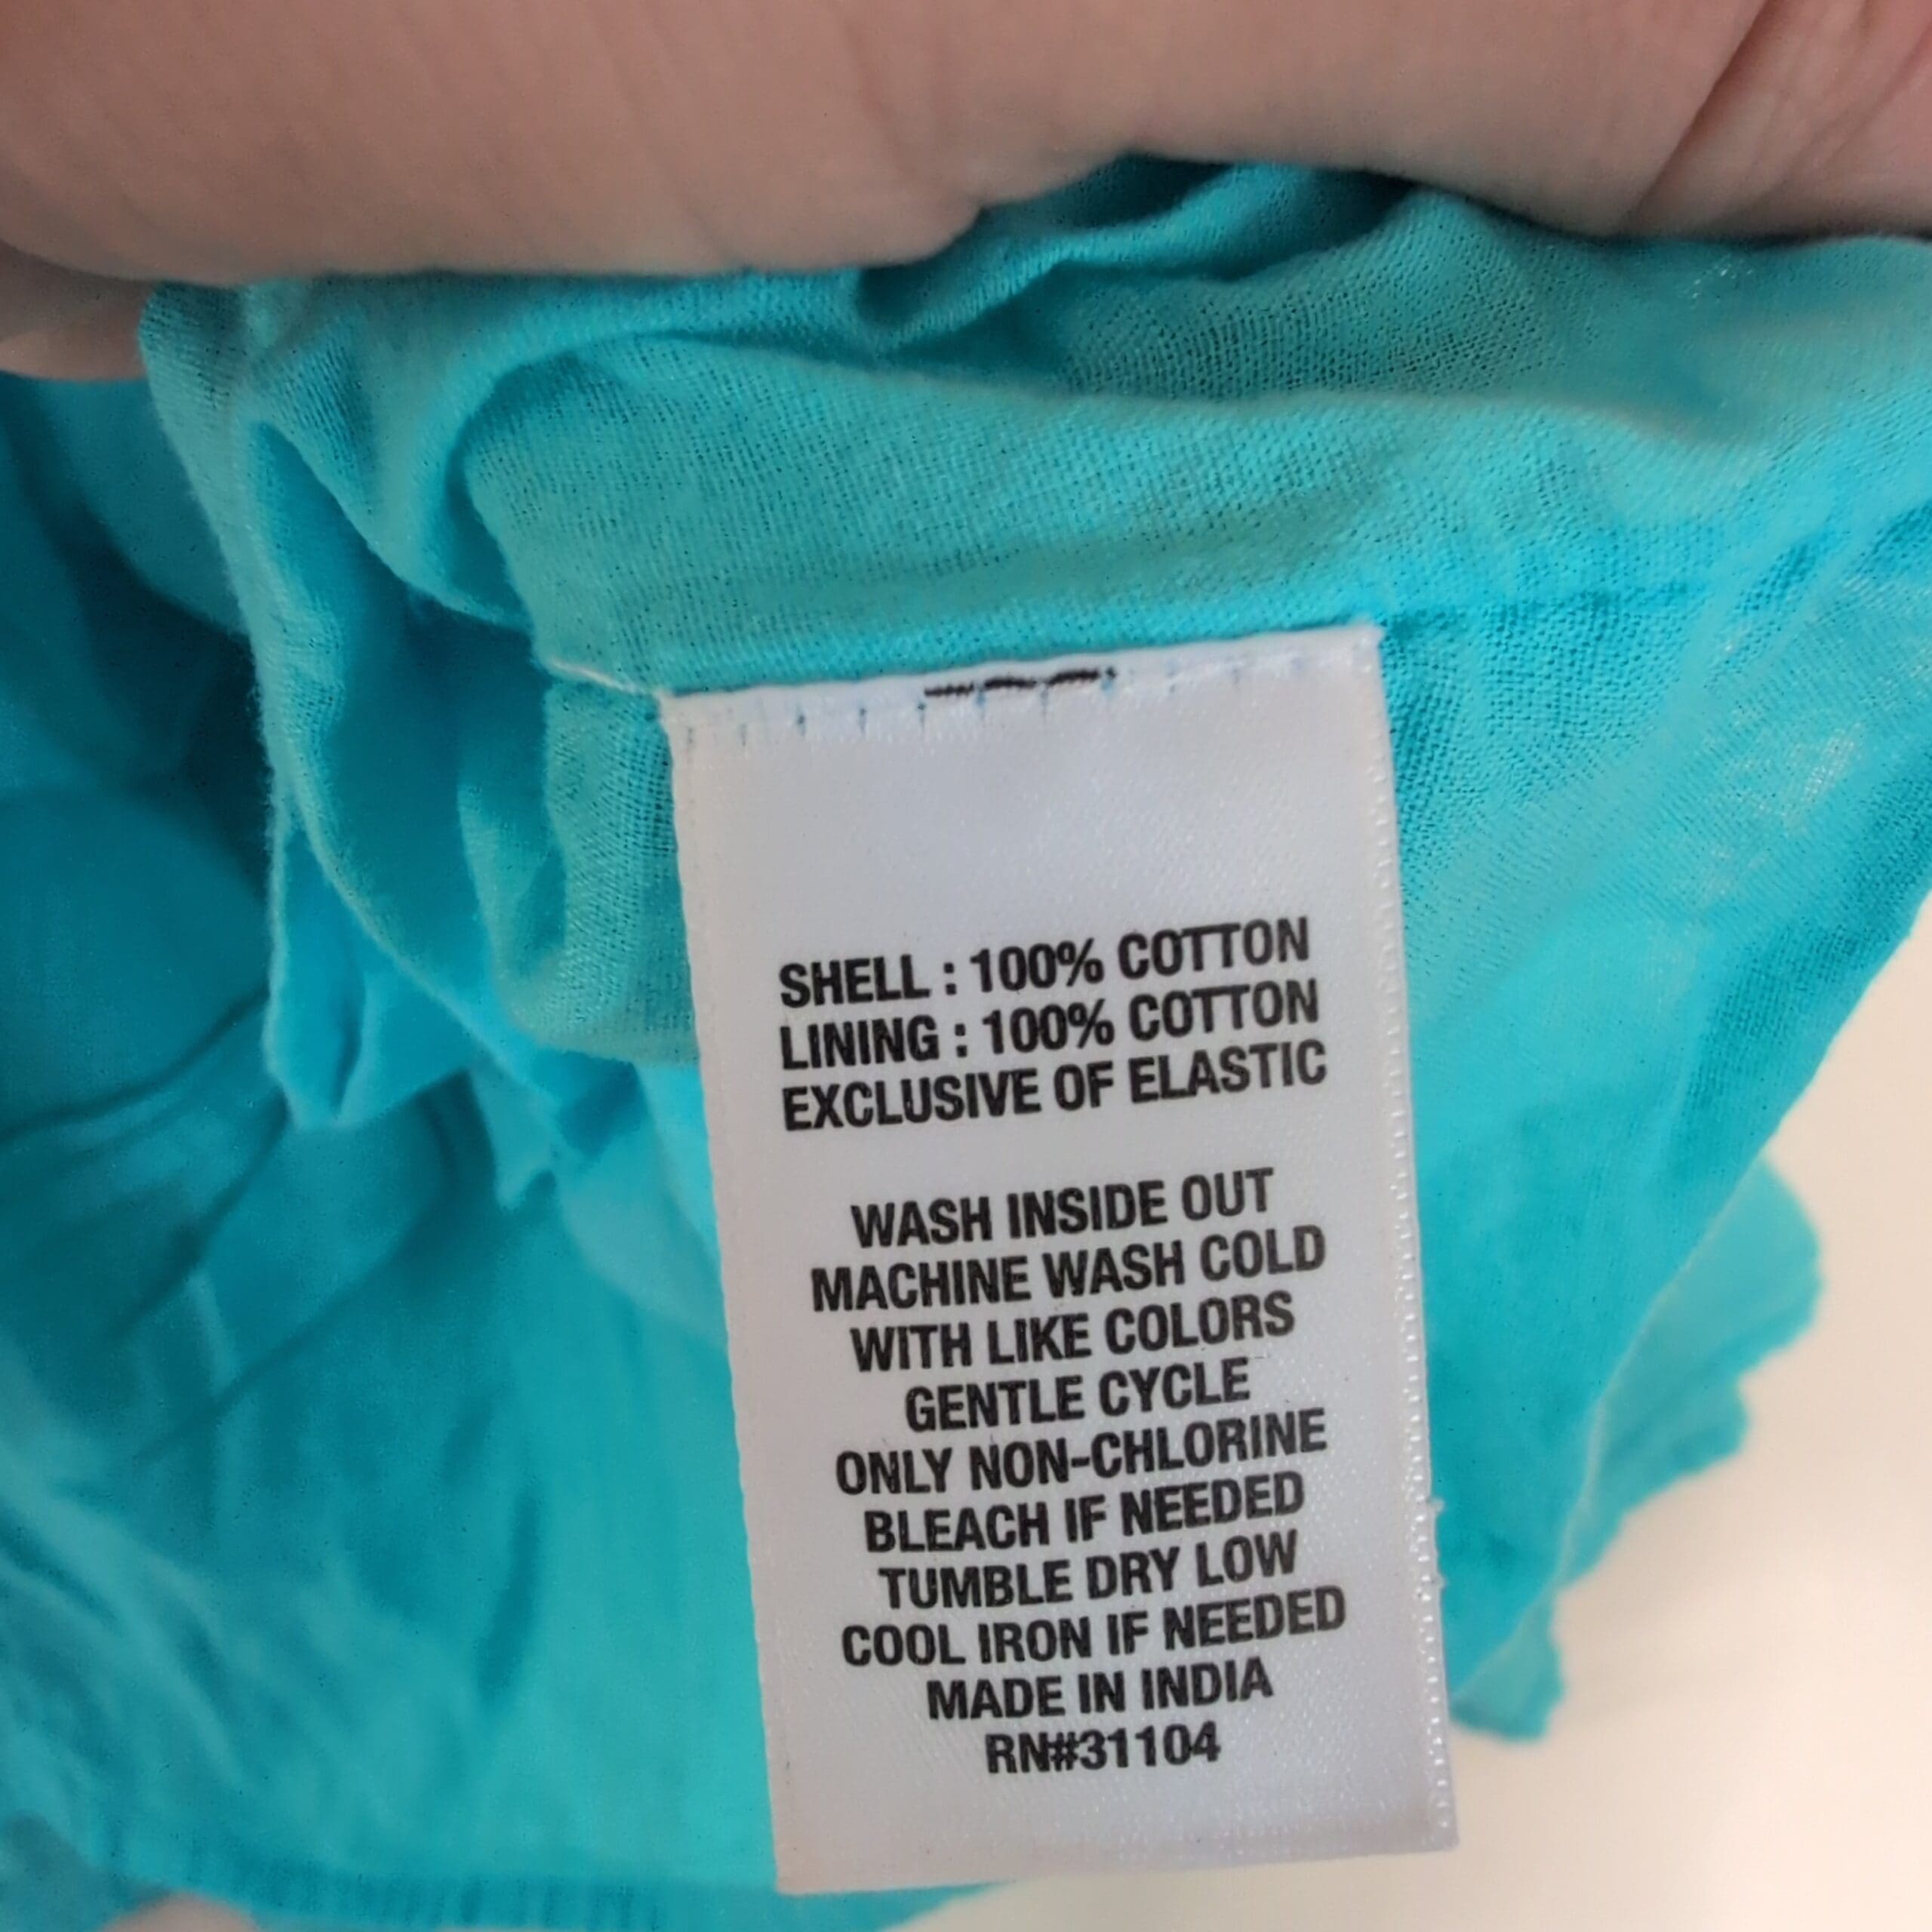 SHELL : 100% COTTON
LINING : 100% COTTON
EXCLUSIVE OF ELASTIC
WASH INSIDE OUT
MACHINE WASH COLD
WITH LIKE COLORS
GENTLE CYCLE
ONLY NON-CHLORINE
BLEACH IF NEEDED
TUMBLE DRY LOW
COOL IRON IF NEEDED
MADE IN INDIA
RN#31104